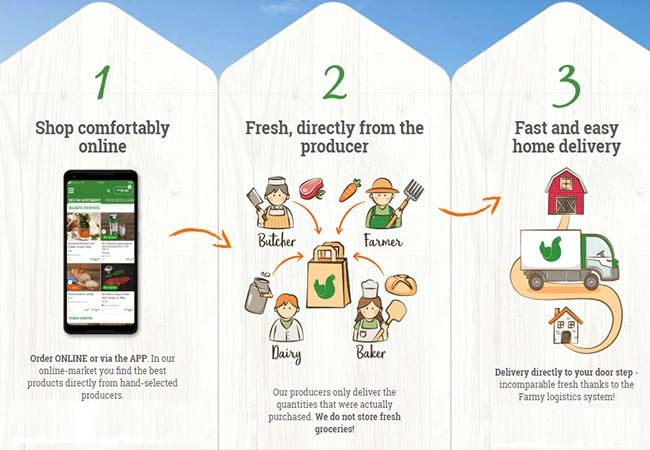 1
Shop comfortably
online
Order ONLINE or via the APP. In our
online-market you find the best
products directly from hand-selected
producers.
2
Fresh, directly from the
producer
Butcher
Farmer
Dairy
Baker
Our producers only deliver the
quantities that were actually
purchased. We do not store fresh
groceries!
3
Fast and easy
home delivery
Delivery directly to your door step -
incomparable fresh thanks to the
Farmy logistics system!